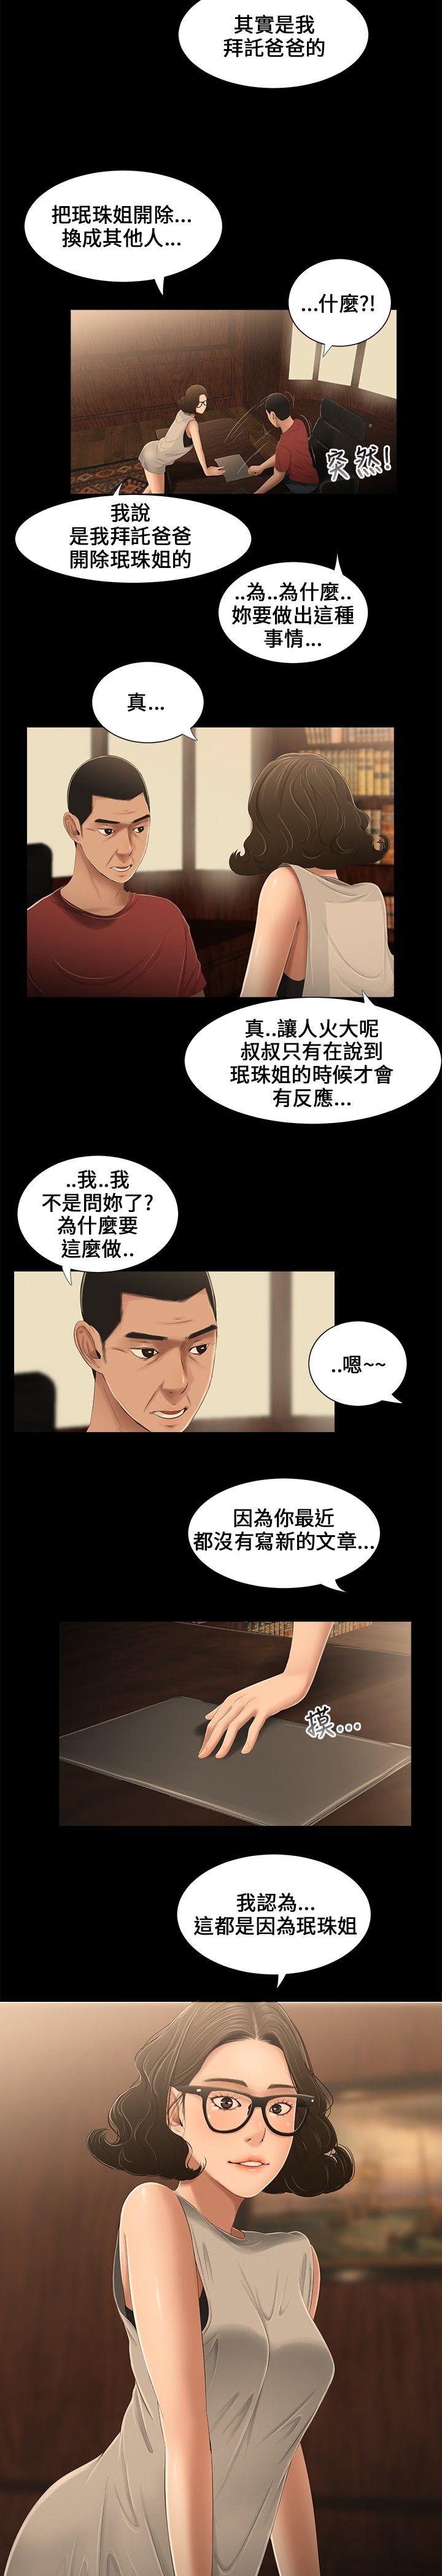 其實是我
拜託爸爸的
把珉珠姐開除...
換成其他人...
...什麼?!
突然!
我說
是我拜託爸爸
開除珉珠姐的
..為..為什麼..
妳要做出這種
事情...
真...
真..讓人火大呢
叔叔只有在說到
珉珠姐的時候才會
有反應...
..我..我
不是問妳了?
為什麼要
這麼做..
..嗯~~
因為你最近
都沒有寫新的文章...
摸...
我認為...
這都是因為珉珠姐